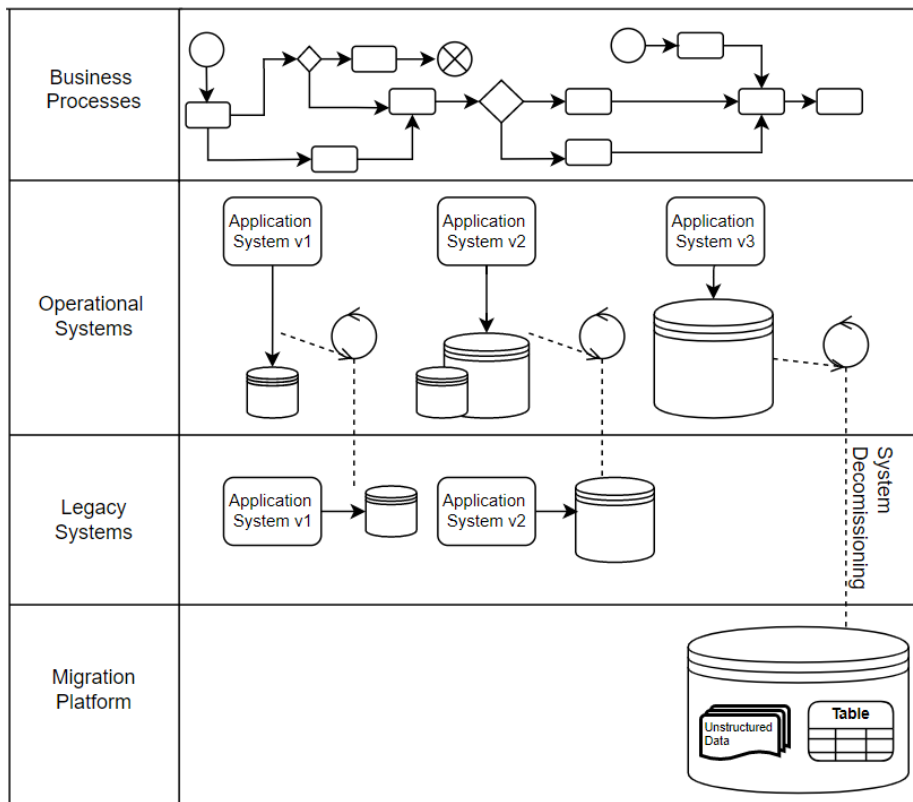 Business
Processes
Operational
Systems
Application
System v1
Application
System v2
Application
System v3
Legacy
Systems
Application
System v1
Application
System v2
System
Decomissioning
Migration
Platform
Unstructured
Data
Table